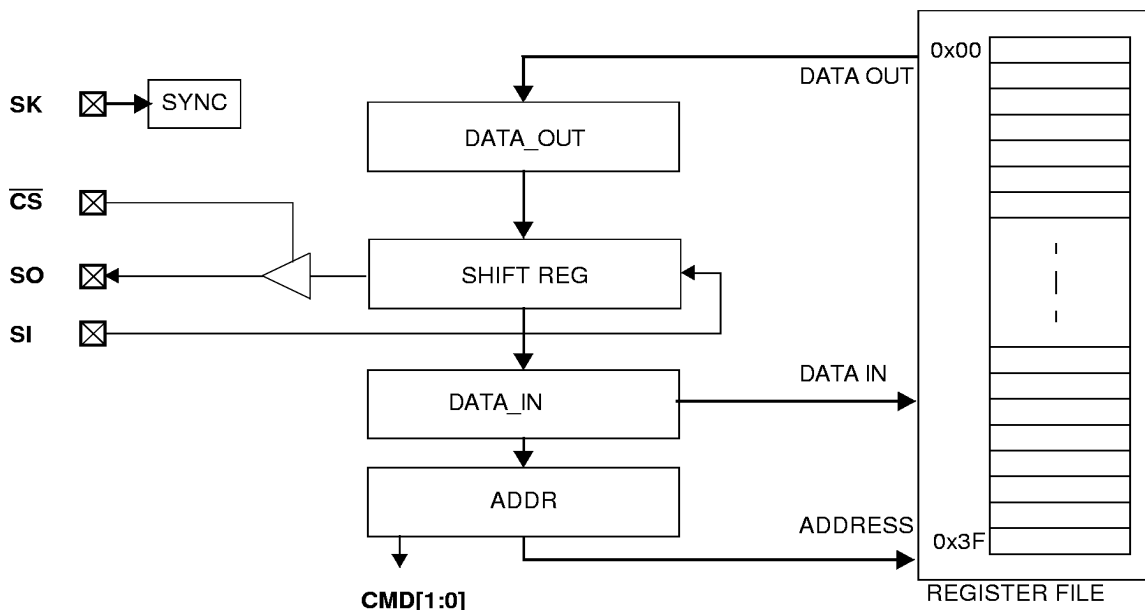 0x00
DATA OUT
SK
SYNC
DATA_OUT
CS
SO
SHIFT REG
SI
DATA IN
DATA_IN
ADDR
ADDRESS
0x3F
CMD[1:0]
REGISTER FILE